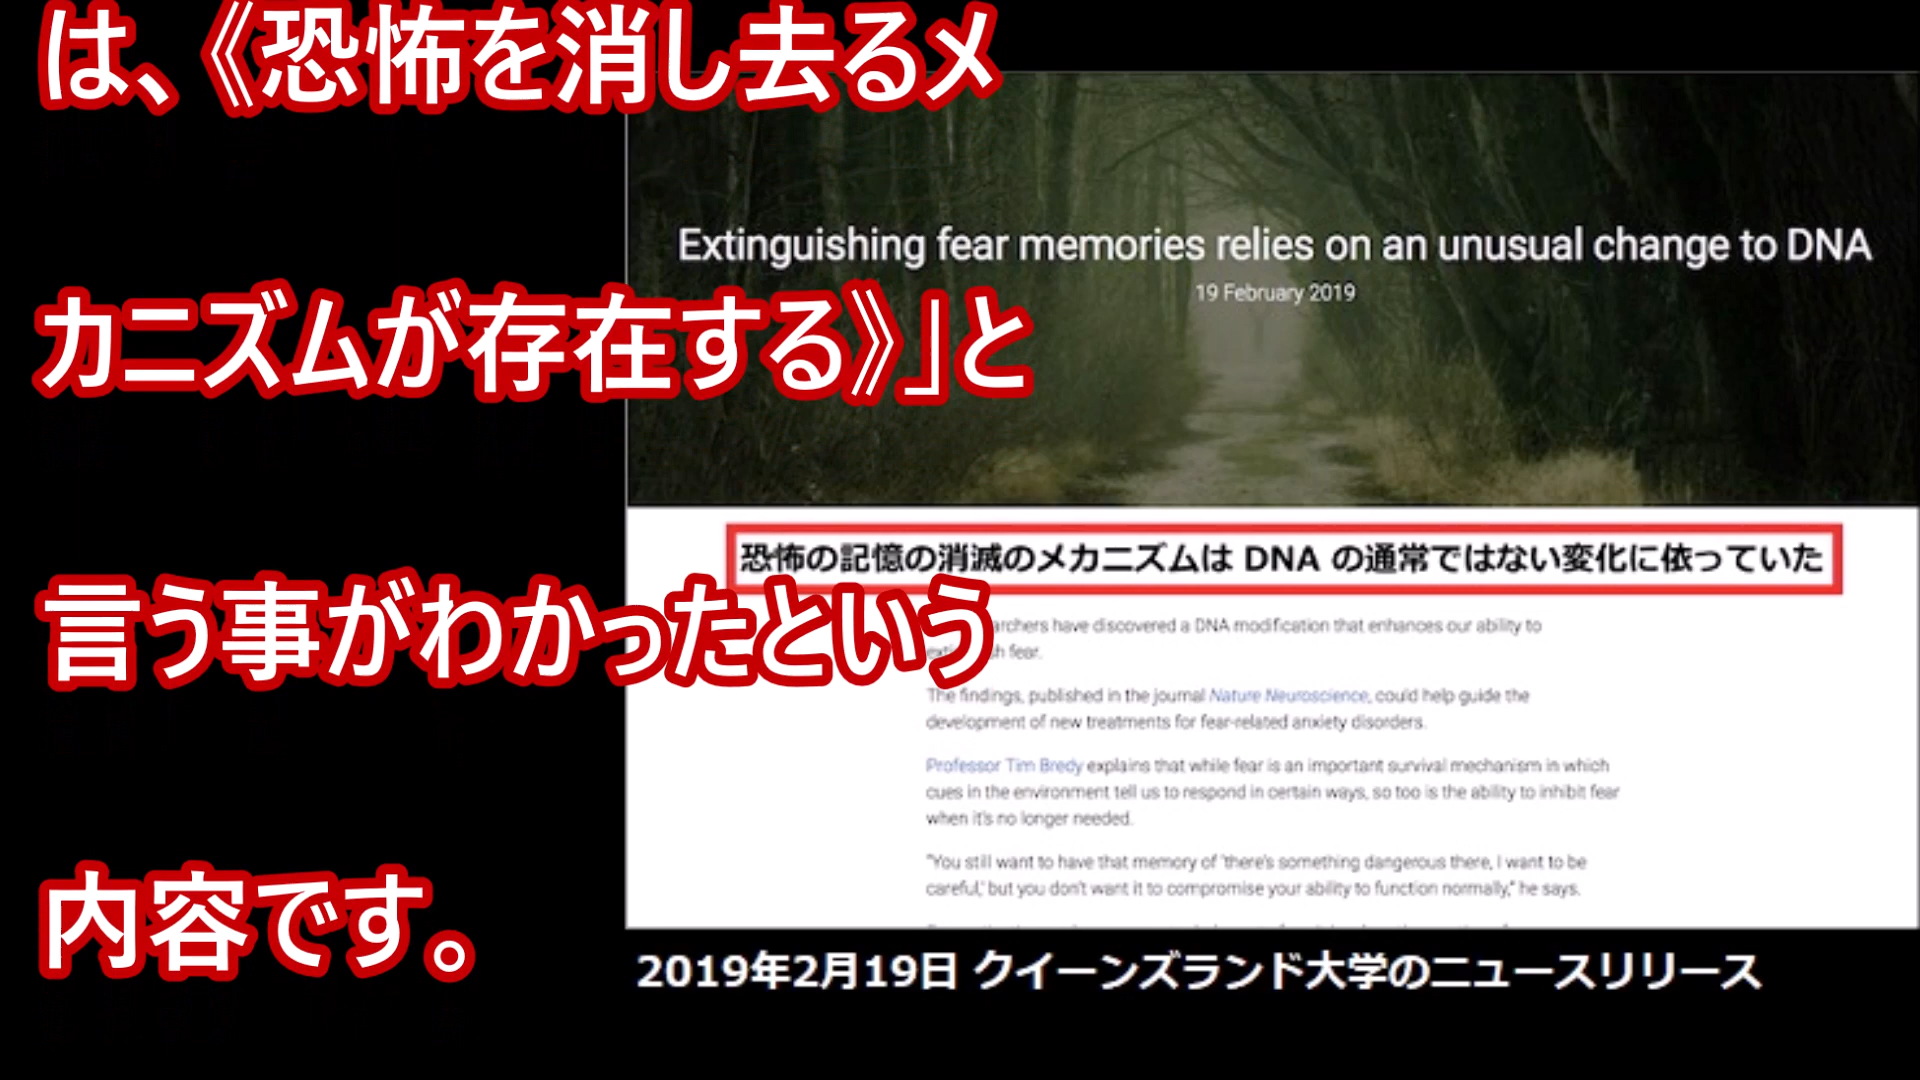 は、《恐怖を消し去るメ
カニズムが存在する》」と
言う事がわかったという
内容です。
Extinguishing fear memories relies on an unusual change to DNA
19 February 2019
恐怖の記憶の消滅のメカニズムは DNA の通常ではない変化に依っていた
archers have discovered a DNA modification that enhances our ability to
h fear.
The findings, published in the journal Nature Neuroscience, could help guide the
development of new treatments for fear-related anxiety disorders.
Professor Tim Bredy explains that while fear is an important survival mechanism in which
cues in the environment tell us to respond in certain ways, so too is the ability to inhibit fear
when it's no longer needed.
"You still want to have that memory of 'there's something dangerous there, I want to be
careful,' but you don't want it to compromise your ability to function normally," he says.
2019年2月19日 クイーンズランド大学のニュースリリース